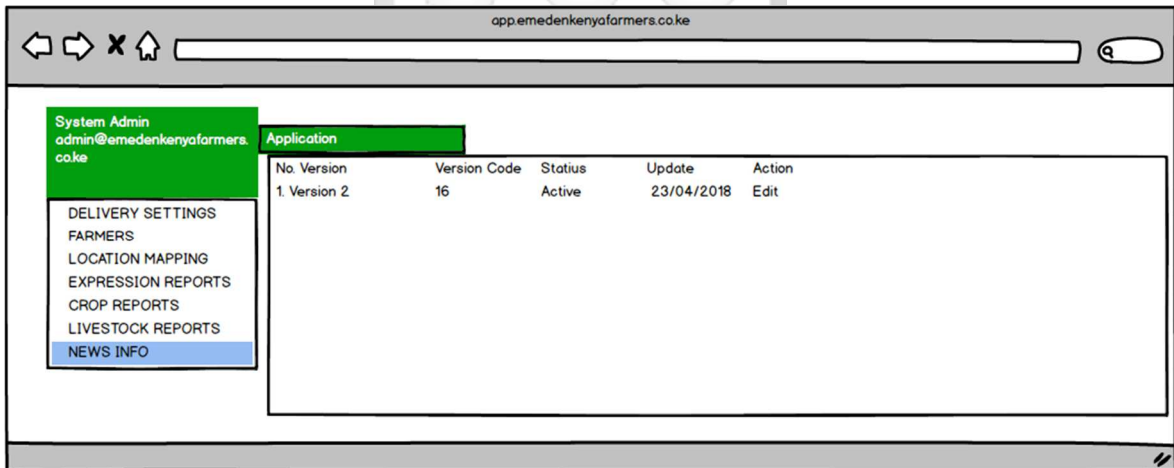 app.emedenkenyafarmers.co.ke
System Admin
admin@emedenkenyafarmers.
co.ke
DELIVERY SETTINGS
FARMERS
LOCATION MAPPING
EXPRESSION REPORTS
CROP REPORTS
LIVESTOCK REPORTS
NEWS INFO
Application
No. Version Version Code Statius Update Action
1. Version 2 16 Active 23/04/2018 Edit